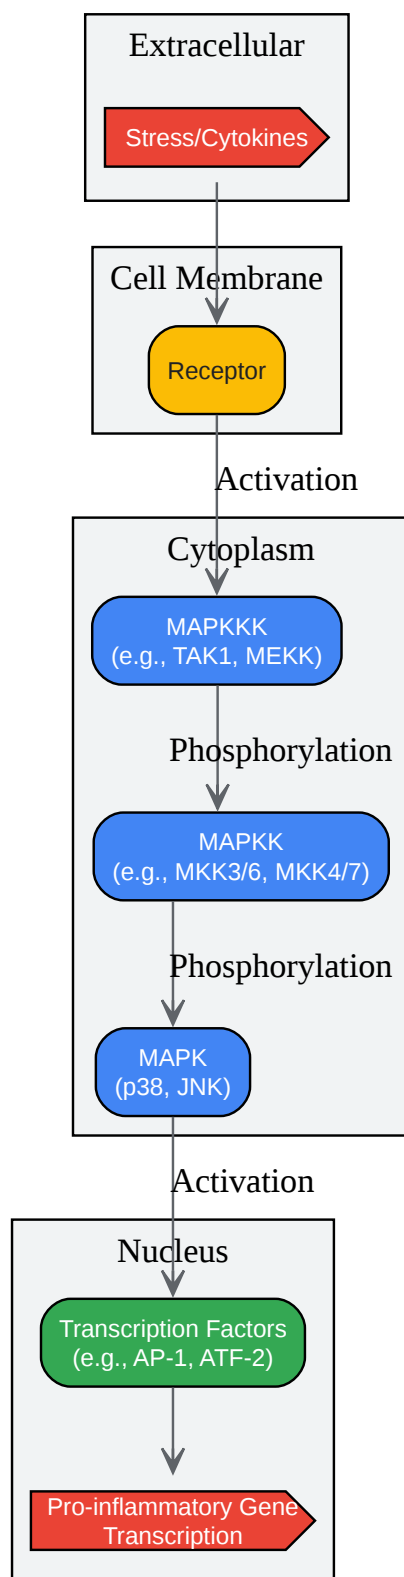 Extracellular
Stress/Cytokines
Cell Membrane
Receptor
Activation
Cytoplasm
MAPKKK
(e.g., TAK1, MEKK)
Phosphorylation
MAPKK
(e.g., MKK3/6, MKK4/7)
Phosphorylation
MAPK
(p38, JNK)
Activation
Nucleus
Transcription Factors
(e.g., AP-1, ATF-2)
Pro-inflammatory Gene
Transcription